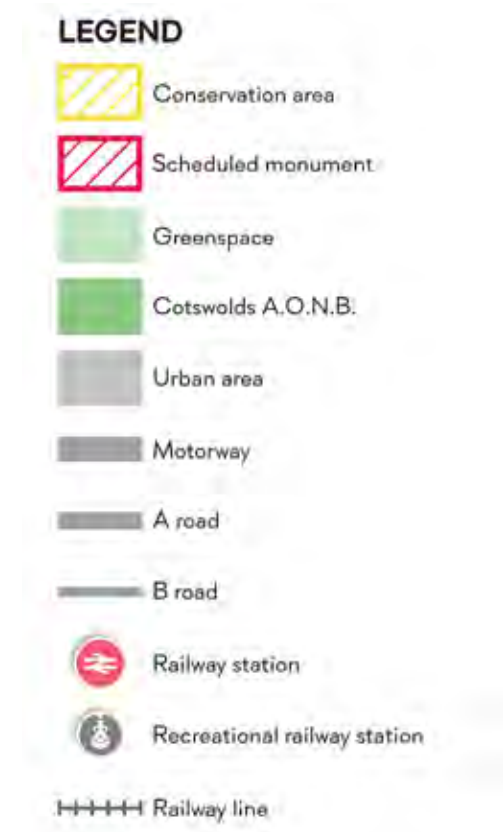 LEGEND
Conservation area
Scheduled monument
Greenspace
Cotswolds A.O.N.B.
Urban area
Motorway
A road
B road
Railway station
Recreational railway station
Railway line